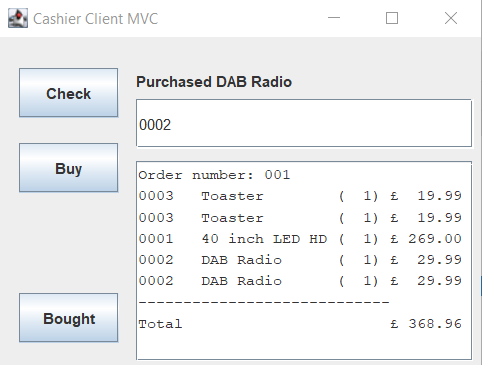 Cashier Client MVC
Check
Purchased DAB Radio
0002
Buy
Order number: 001
0003   Toaster        (  1) £  19.99
0003   Toaster        (  1) £  19.99
0001   40 inch LED HD (  1) £ 269.00
0002   DAB Radio      (  1) £  29.99
0002   DAB Radio      (  1) £  29.99
----------------------------
Total                       £ 368.96
Bought